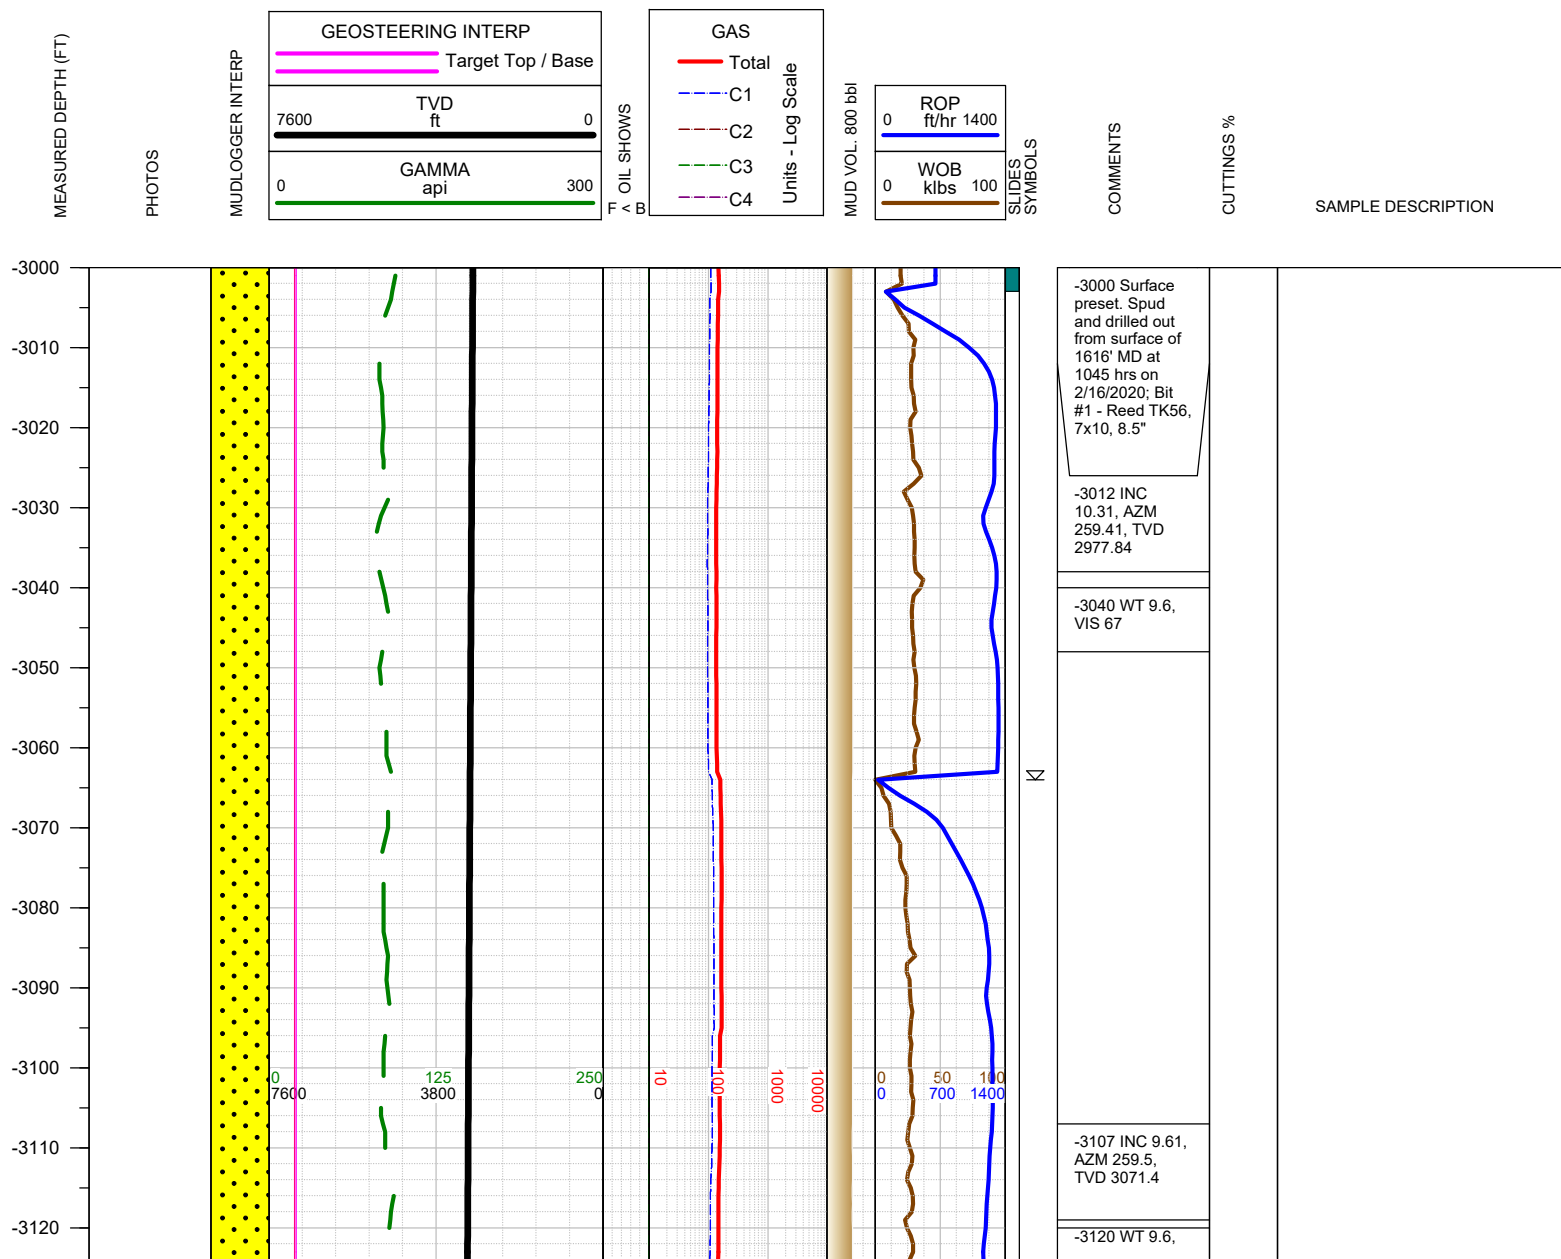 MEASURED DEPTH (FT)
PHOTOS
MUDLOGGER INTERP
GEOSTEERING INTERP
Target Top / Base
TVD
ft
7600 0
GAMMA
api
0 300
OIL SHOWS
F < B
GAS
Total
C1
C2
C3
C4
Units - Log Scale
MUD VOL. 800 bbl
ROP
ft/hr
0 1400
WOB
klbs
0 100
SLIDES
SYMBOLS
COMMENTS
CUTTINGS %
SAMPLE DESCRIPTION
-3000
-3010
-3020
-3030
-3040
-3050
-3060
-3070
-3080
-3090
-3100
-3110
-3120
0 125 250
7600 3800 0
10 100 1000 10000
0 50 100
0 700 1400
-3000 Surface
preset. Spud
and drilled out
from surface of
1616' MD at
1045 hrs on
2/16/2020; Bit
#1 - Reed TK56,
7x10, 8.5"
-3012 INC
10.31, AZM
259.41, TVD
2977.84
-3040 WT 9.6,
VIS 67
-3107 INC 9.61,
AZM 259.5,
TVD 3071.4
-3120 WT 9.6,